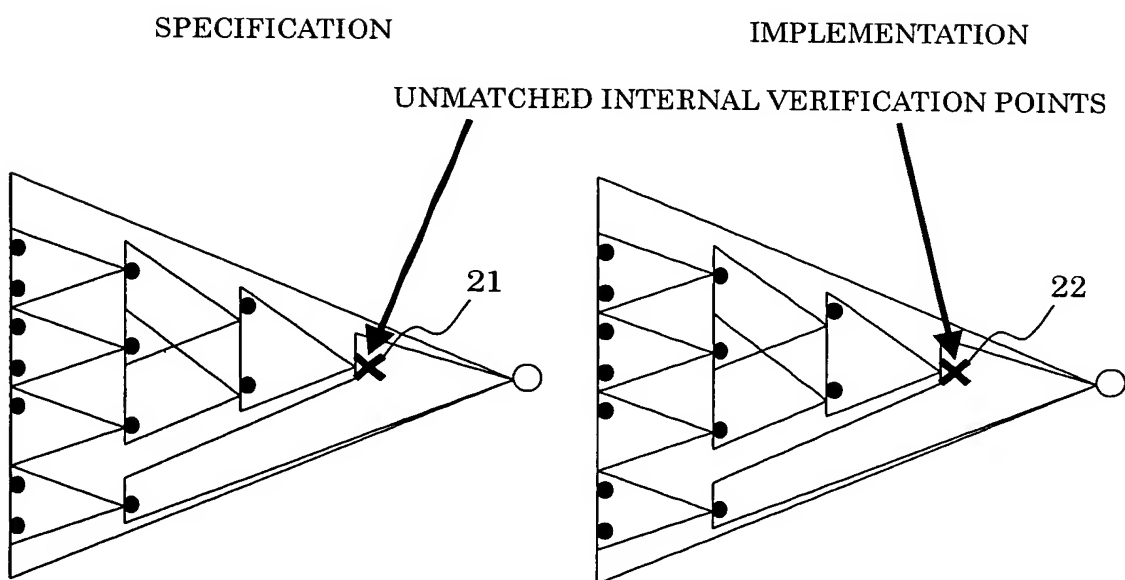 SPECIFICATION
IMPLEMENTATION
UNMATCHED INTERNAL VERIFICATION POINTS
21
22